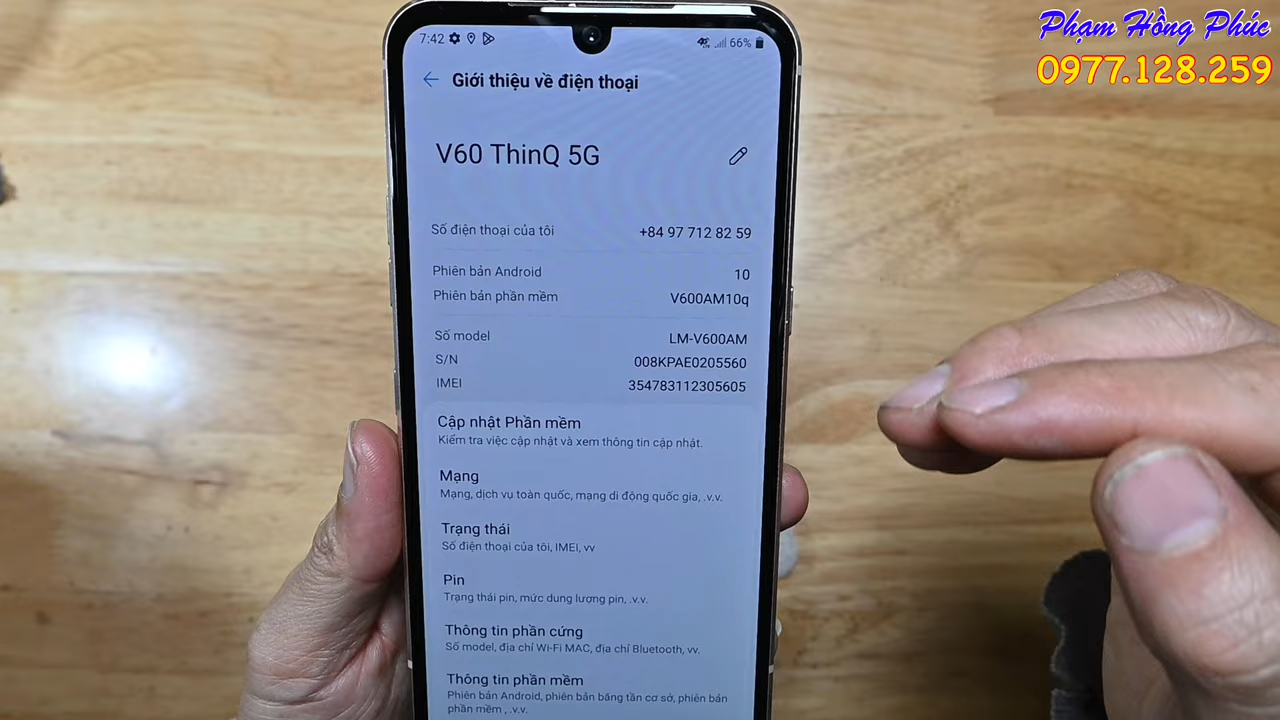 Phạm Hồng Phúc
0977.128.259
7:42 66%
Giới thiệu về điện thoại
V60 ThinQ 5G
Số điện thoại của tôi +84 97 712 82 59
Phiên bản Android 10
Phiên bản phần mềm V600AM10q
Số model LM-V600AM
S/N 008KPAE0205560
IMEI 354783112305605
Cập nhật Phần mềm
Kiểm tra việc cập nhật và xem thông tin cập nhật.
Mạng
Mạng, dịch vụ toàn quốc, mạng di động quốc gia, .v.v.
Trạng thái
Số điện thoại của tôi, IMEI, vv
Pin
Trạng thái pin, mức dung lượng pin, .v.v.
Thông tin phần cứng
Số model, địa chỉ Wi-Fi MAC, địa chỉ Bluetooth, vv.
Thông tin phần mềm
Phiên bản Android, phiên bản băng tần cơ sở, phiên bản
phần mềm , .v.v.